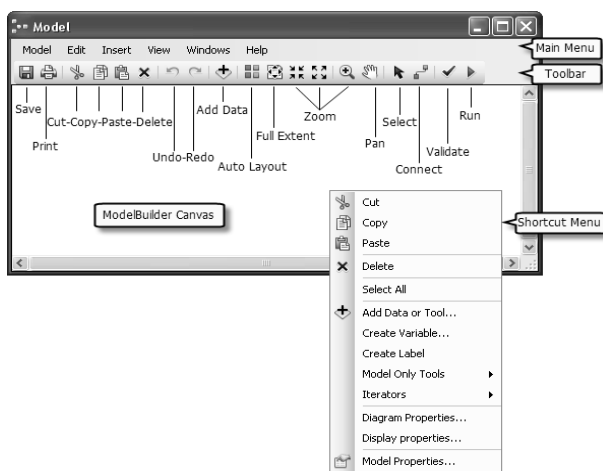 Model
Model Edit Insert View Windows Help
Main Menu
Toolbar
Save
Print
Cut-Copy-Paste-Delete
Undo-Redo
Add Data
Auto Layout
Full Extent
Zoom
Pan
Select
Connect
Validate
Run
ModelBuilder Canvas
Shortcut Menu
Cut
Copy
Paste
Delete
Select All
Add Data or Tool...
Create Variable...
Create Label
Model Only Tools
Iterators
Diagram Properties...
Display properties...
Model Properties...